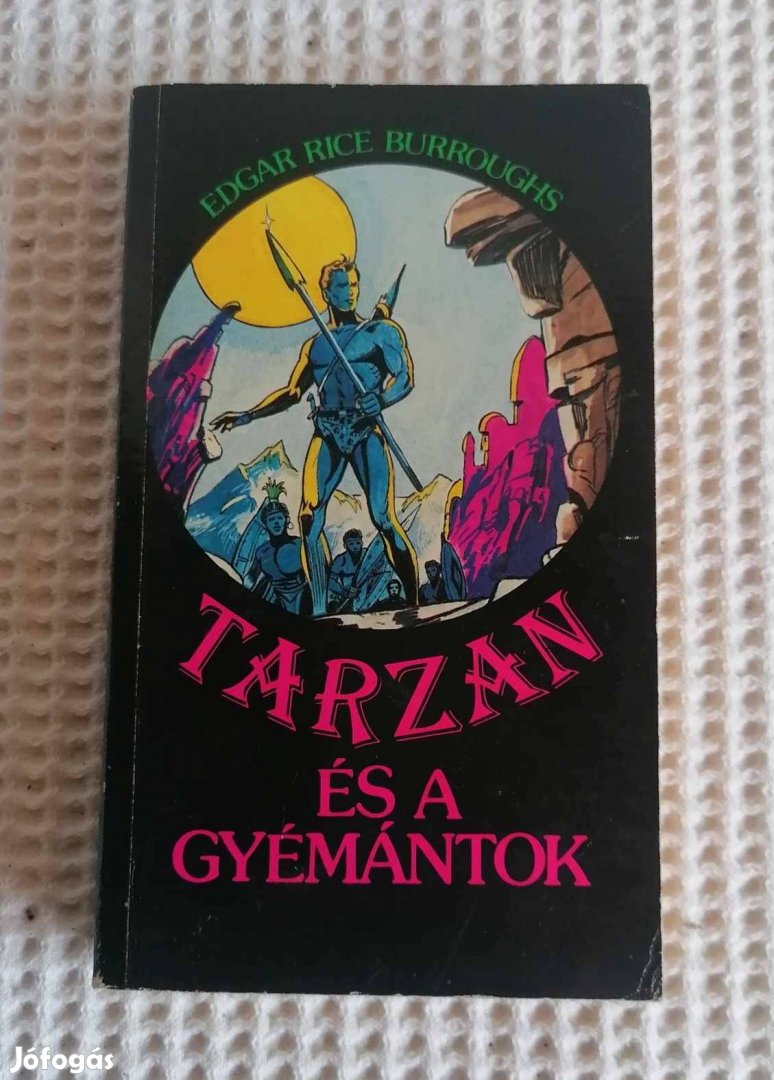 EDGAR RICE BURROUGHS
TARZAN
ÉS A
GYÉMÁNTOK
Jófogás